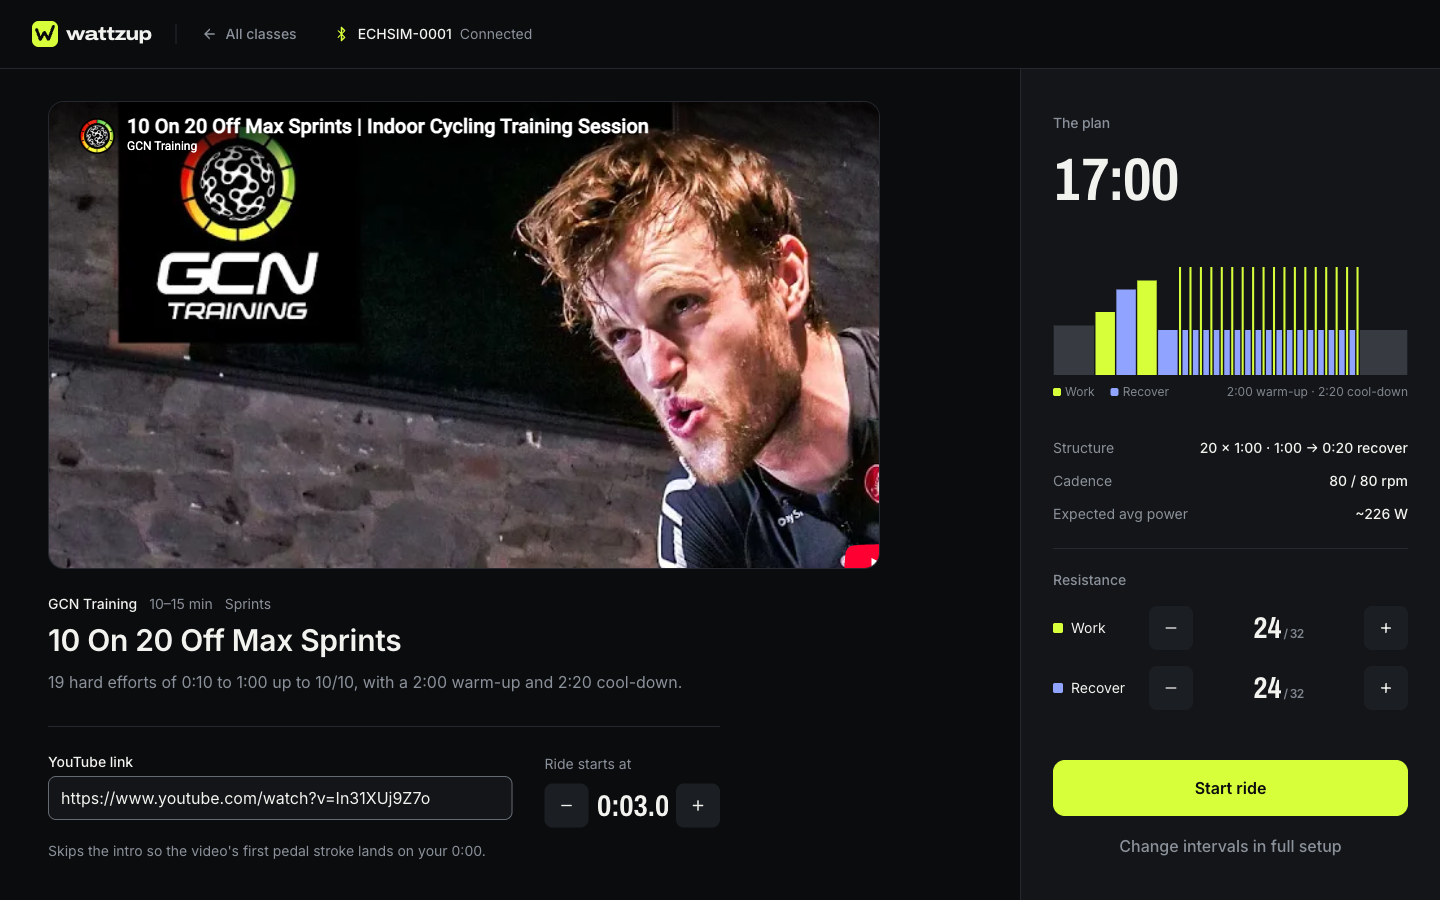 wattzup
All classes
ECHSIM-0001 Connected
10 On 20 Off Max Sprints | Indoor Cycling Training Session
GCN Training
GCN
TRAINING
GCN Training 10–15 min Sprints
10 On 20 Off Max Sprints
19 hard efforts of 0:10 to 1:00 up to 10/10, with a 2:00 warm-up and 2:20 cool-down.
YouTube link
https://www.youtube.com/watch?v=In31XUj9Z7o
Ride starts at
− 0:03.0 +
Skips the intro so the video's first pedal stroke lands on your 0:00.
The plan
17:00
Work Recover 2:00 warm-up · 2:20 cool-down
Structure 20 × 1:00 · 1:00 → 0:20 recover
Cadence 80 / 80 rpm
Expected avg power ~226 W
Resistance
Work − 24 / 32 +
Recover − 24 / 32 +
Start ride
Change intervals in full setup